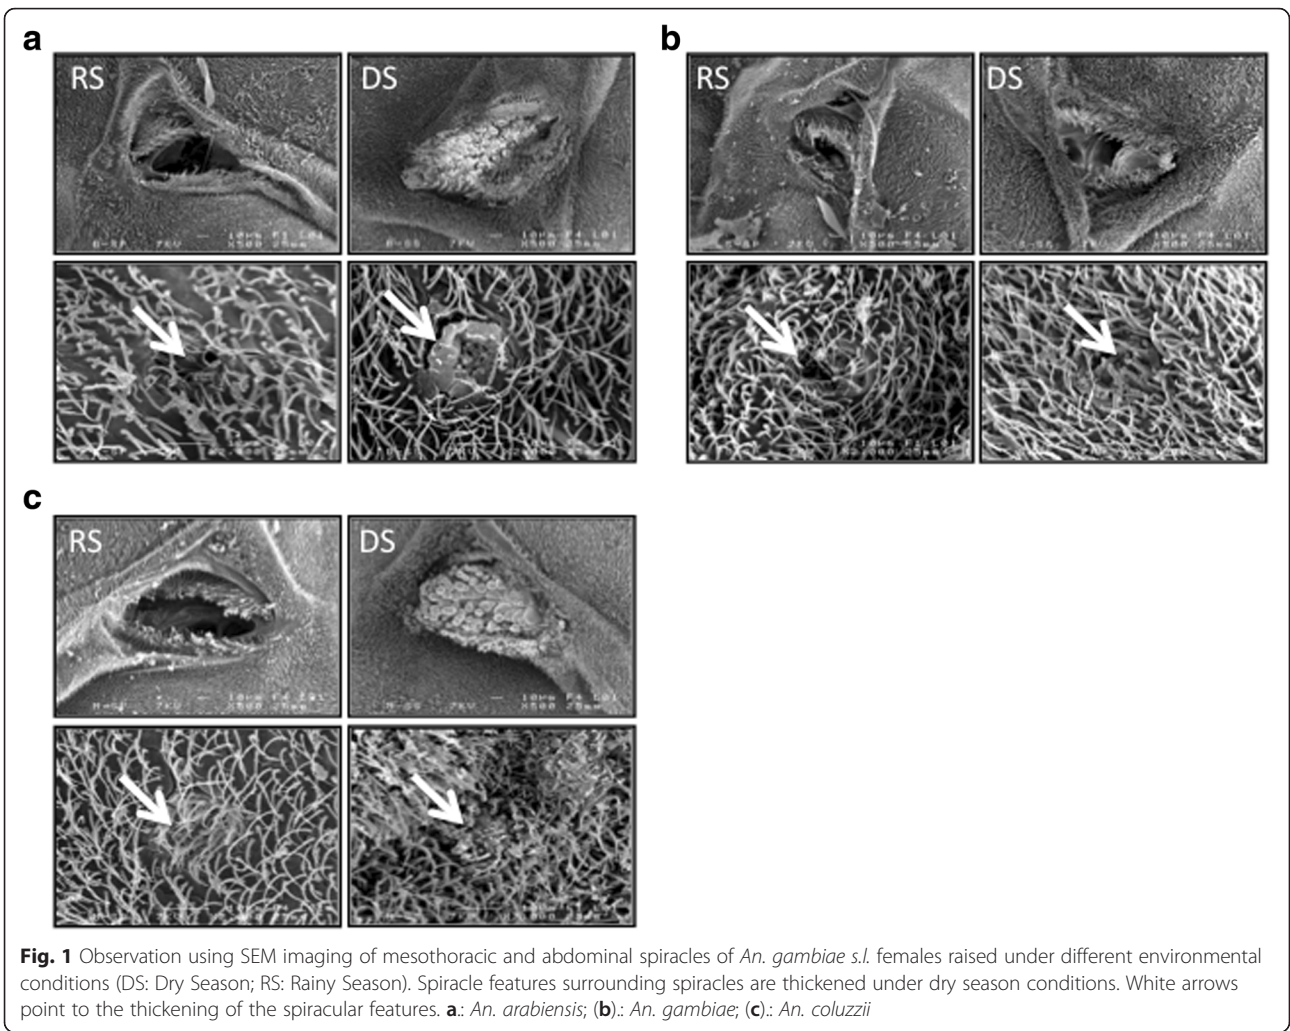 a
b
RS
DS
RS
DS
c
RS
DS
Fig. 1 Observation using SEM imaging of mesothoracic and abdominal spiracles of An. gambiae s.l. females raised under different environmental
conditions (DS: Dry Season; RS: Rainy Season). Spiracle features surrounding spiracles are thickened under dry season conditions. White arrows
point to the thickening of the spiracular features. a.: An. arabiensis; (b).: An. gambiae; (c).: An. coluzzii